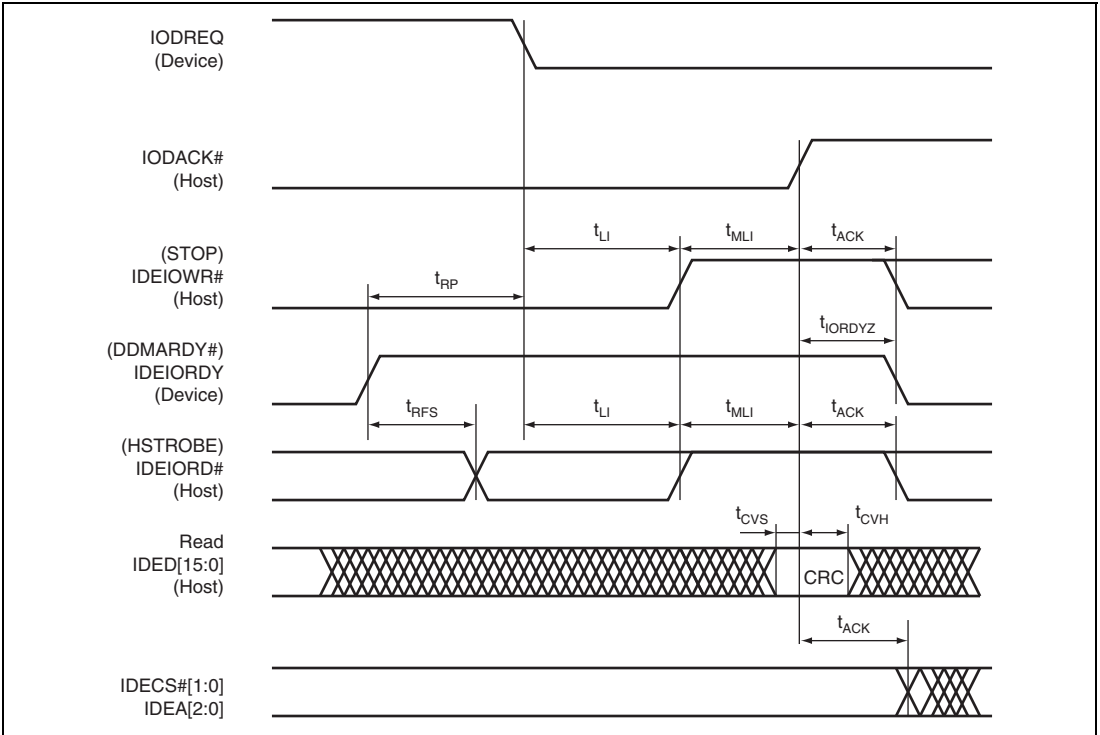 IODREQ
(Device)
IODACK#
(Host)
(STOP)
IDEIOWR#
(Host)
tLI
tMLI
tACK
tRP
tIORDYZ
(DDMARDY#)
IDEIORDY
(Device)
tRFS
tLI
tMLI
tACK
(HSTROBE)
IDEIORD#
(Host)
tCVS
tCVH
Read
IDED[15:0]
(Host)
CRC
tACK
IDECS#[1:0]
IDEA[2:0]